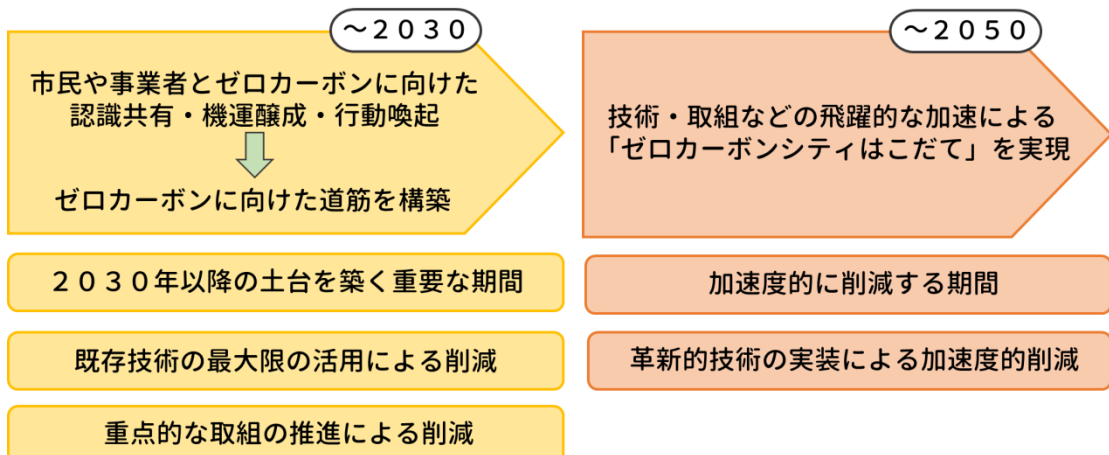 ～２０３０
市民や事業者とゼロカーボンに向けた
認識共有・機運醸成・行動喚起
ゼロカーボンに向けた道筋を構築
２０３０年以降の土台を築く重要な期間
既存技術の最大限の活用による削減
重点的な取組の推進による削減
～２０５０
技術・取組などの飛躍的な加速による
「ゼロカーボンシティはこだて」を実現
加速度的に削減する期間
革新的技術の実装による加速度的削減